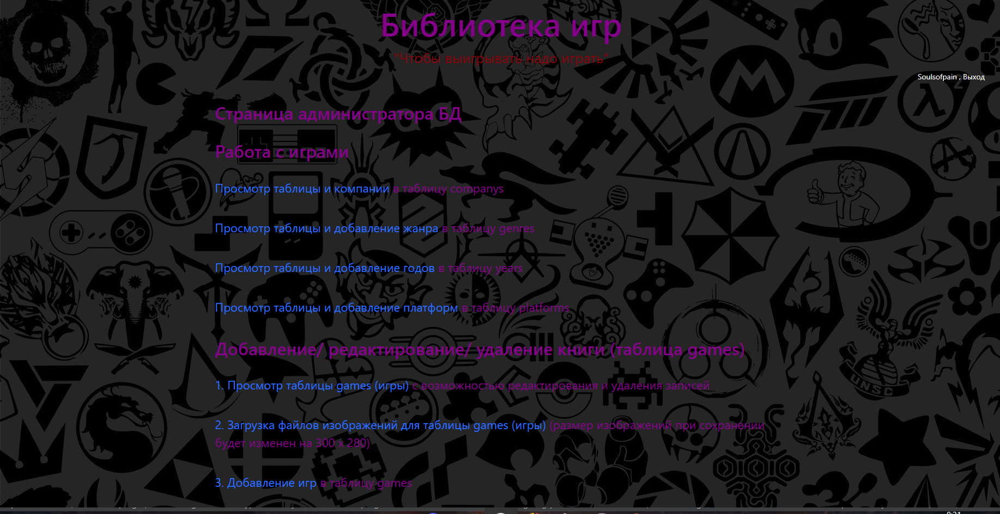 Библиотека игр
"Чтобы выигрывать надо играть"
Soulsofpain , Выход
Страница администратора БД
Работа с играми
Просмотр таблицы и компании в таблицу companys
Просмотр таблицы и добавление жанра в таблицу genres
Просмотр таблицы и добавление годов в таблицу years
Просмотр таблицы и добавление платформ в таблицу platforms
Добавление/ редактирование/ удаление книги (таблица games)
1. Просмотр таблицы games (игры) с возможностью редактирования и удаления записей
2. Загрузка файлов изображений для таблицы games (игры) (размер изображений при сохранении
будет изменен на 300 x 280)
3. Добавление игр в таблицу games
UNSC